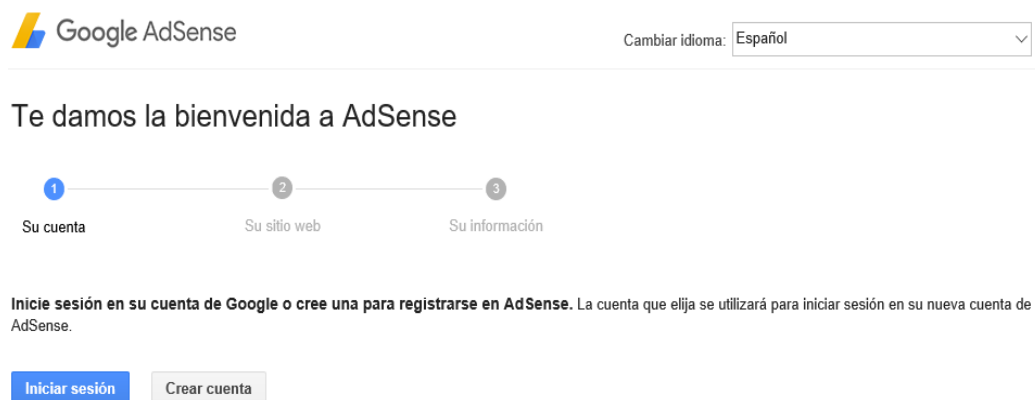 Google AdSense
Cambiar idioma: Español
Te damos la bienvenida a AdSense
1 2 3
Su cuenta Su sitio web Su información
Inicie sesión en su cuenta de Google o cree una para registrarse en AdSense. La cuenta que elija se utilizará para iniciar sesión en su nueva cuenta de
AdSense.
Iniciar sesión Crear cuenta